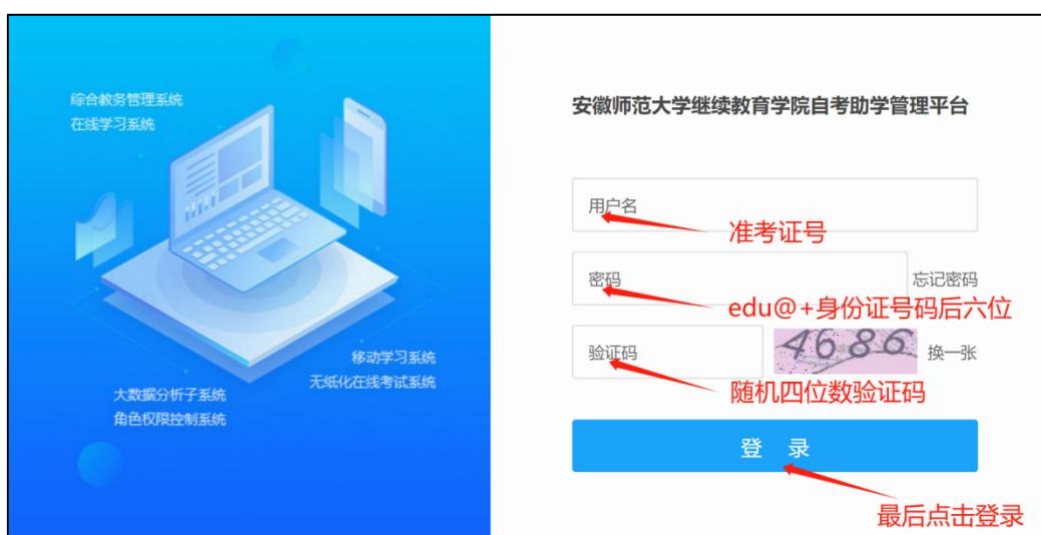 综合教务管理系统
在线学习系统
移动学习系统
无纸化在线考试系统
大数据分析子系统
角色权限控制系统
安徽师范大学继续教育学院自考助学管理平台
用户名
准考证号
密码
忘记密码
edu@+身份证号码后六位
验证码
4686
换一张
随机四位数验证码
登 录
最后点击登录